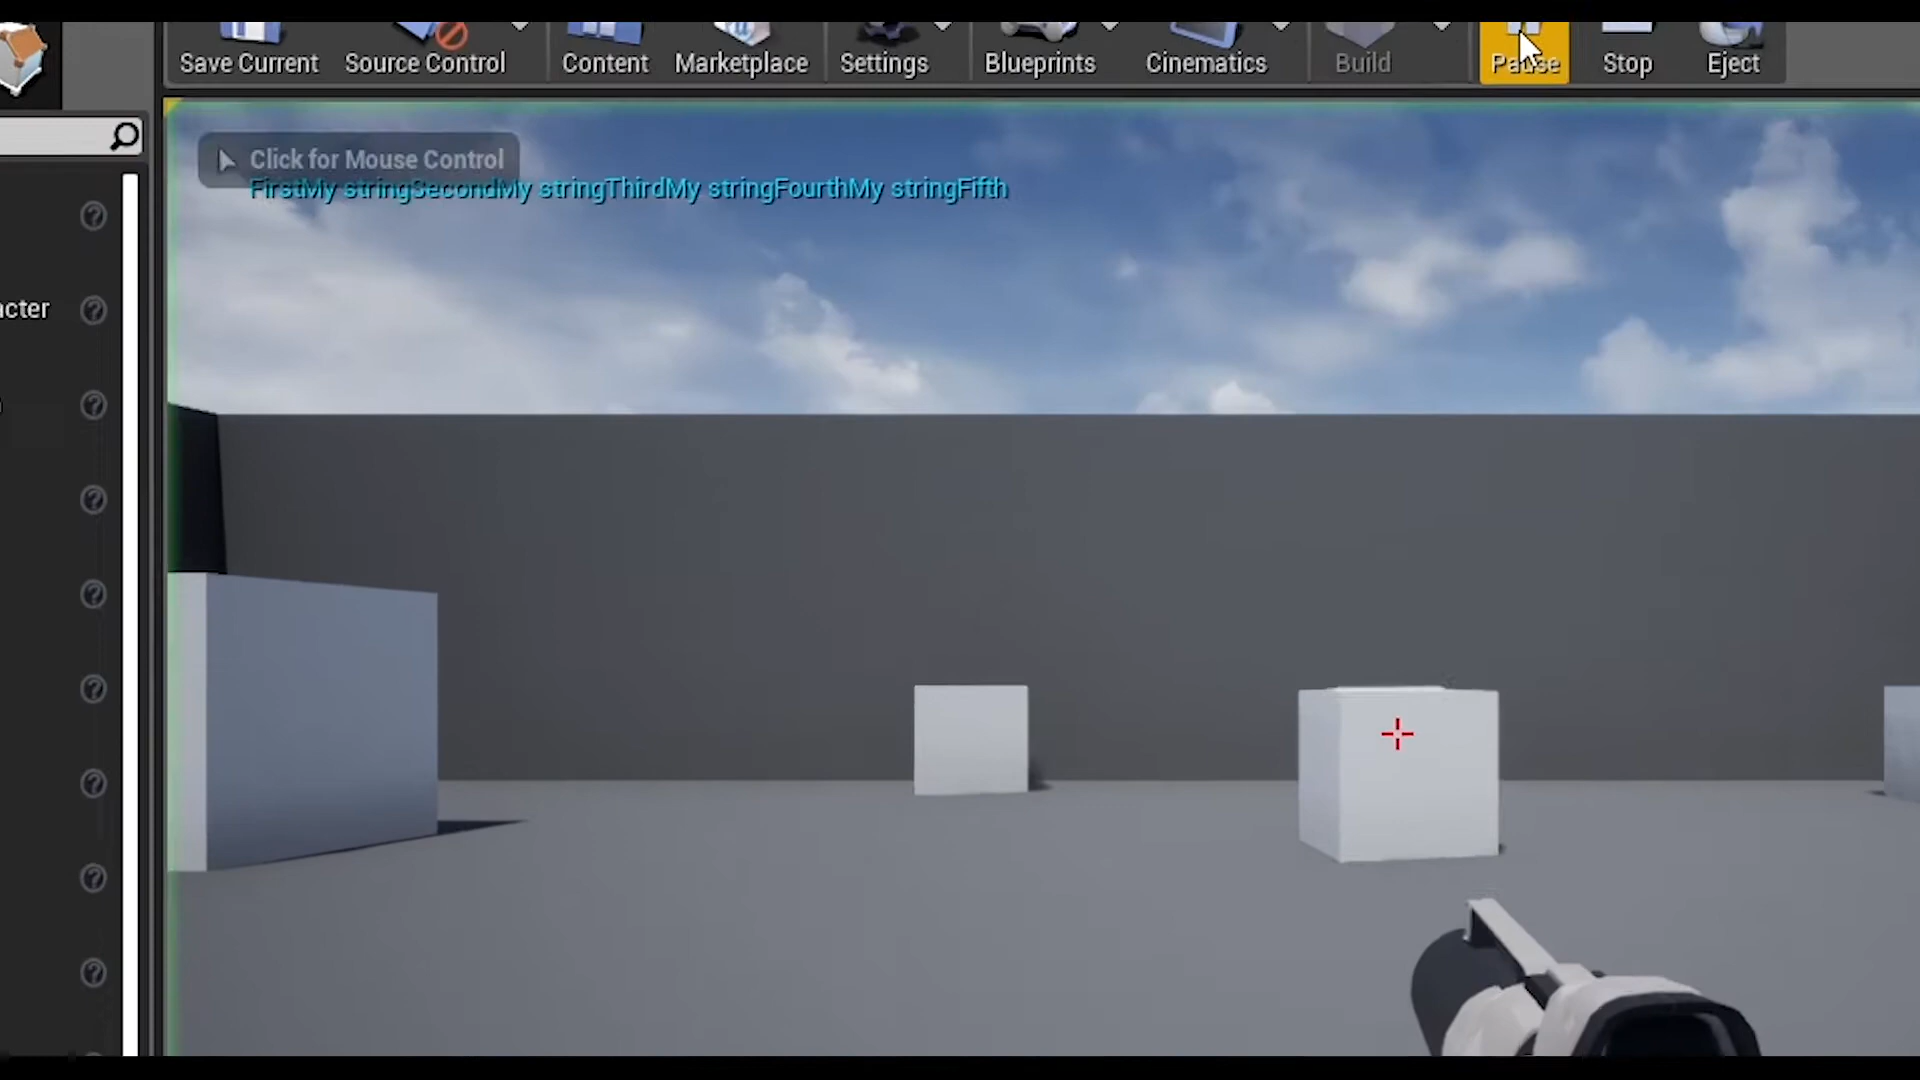 Save Current Source Control Content Marketplace Settings Blueprints Cinematics Build Pause Stop Eject
Click for Mouse Control
FirstMy stringSecondMy stringThirdMy stringFourthMy stringFifth
acter